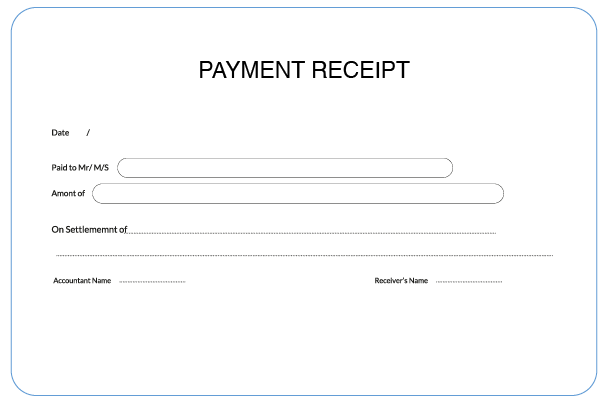 PAYMENT RECEIPT
Date /
Paid to Mr/ M/S
Amont of
On Settlememnt of
Accountant Name Receiver's Name